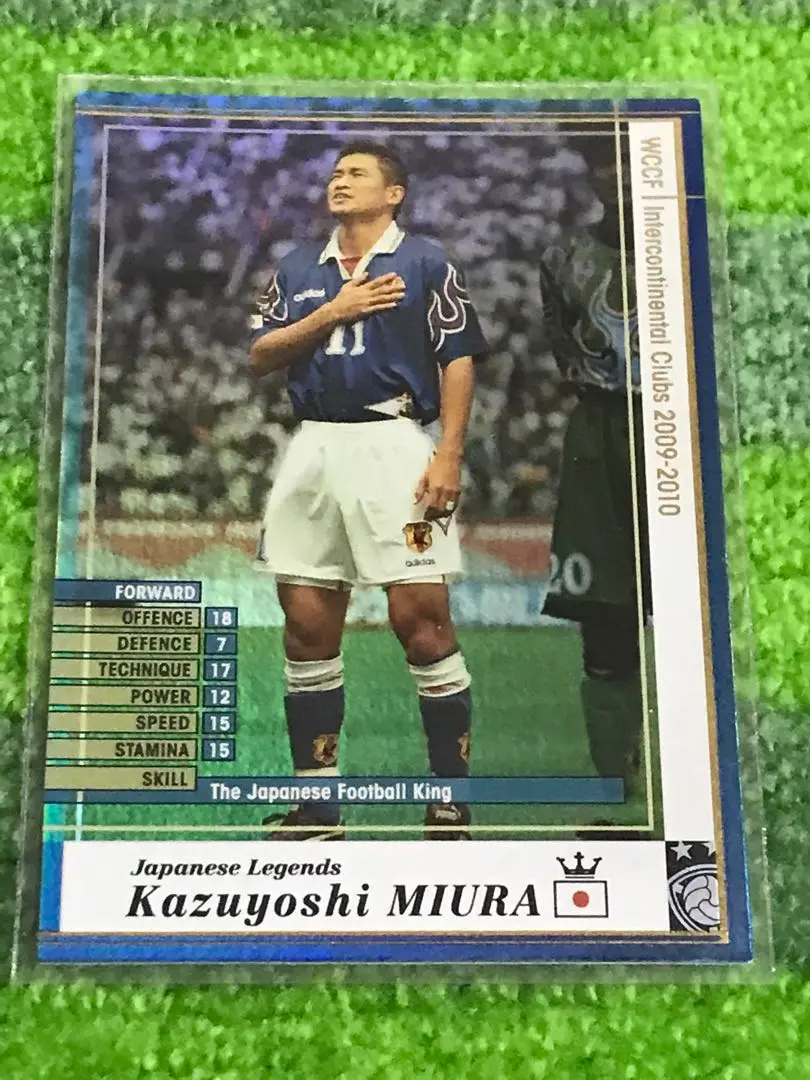 WCCF | Intercontinental Clubs 2009-2010
adidas
11
adidas
20
FORWARD
OFFENCE 18
DEFENCE 7
TECHNIQUE 17
POWER 12
SPEED 15
STAMINA 15
SKILL The Japanese Football King
Japanese Legends
Kazuyoshi MIURA